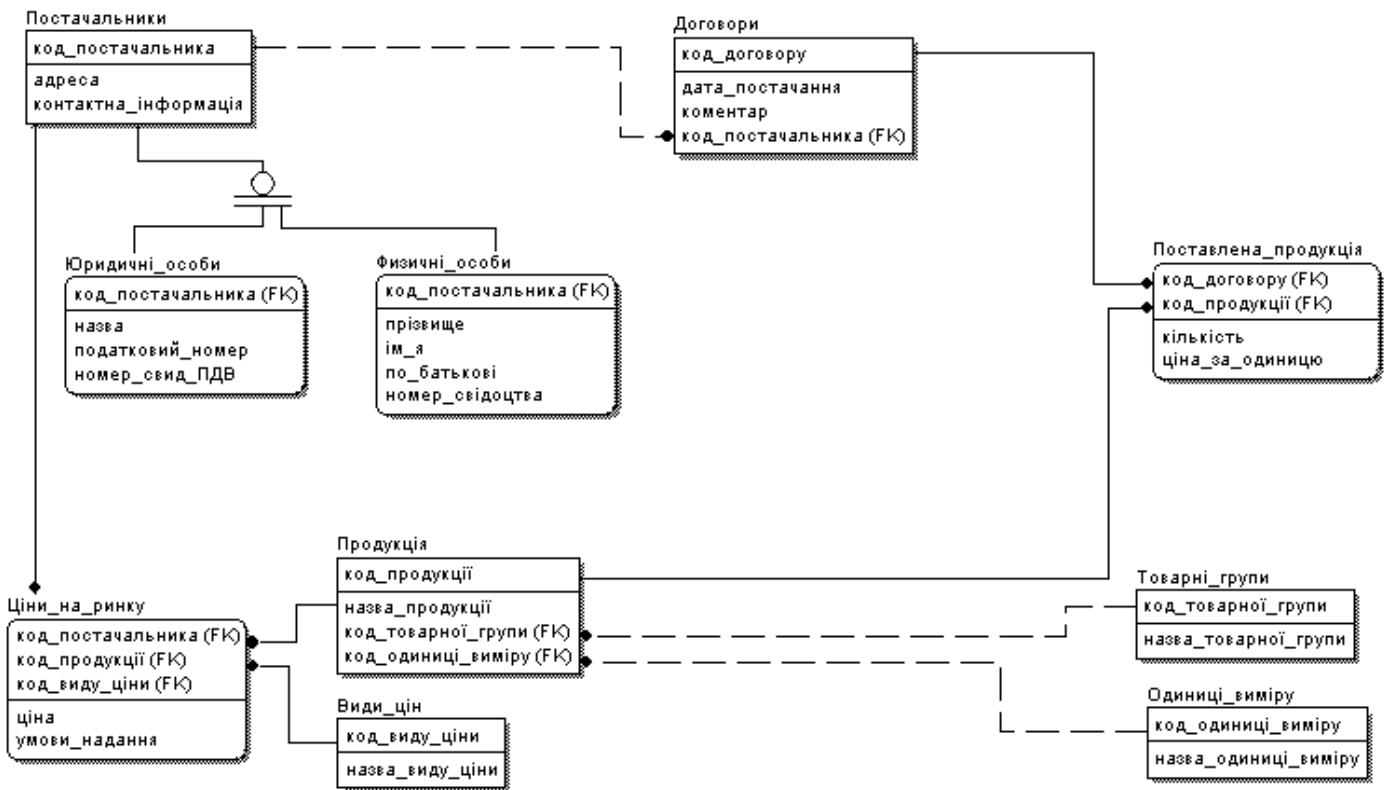 Постачальники
код_постачальника
адреса
контактна_інформація
Договори
код_договору
дата_постачання
коментар
код_постачальника (FK)
Юридичні_особи
код_постачальника (FK)
назва
податковий_номер
номер_свид_ПДВ
Физичні_особи
код_постачальника (FK)
прізвище
ім_я
по_батькові
номер_свідоцтва
Поставлена_продукція
код_договору (FK)
код_продукції (FK)
кількість
ціна_за_одиницю
Ціни_на_ринку
код_постачальника (FK)
код_продукції (FK)
код_виду_ціни (FK)
ціна
умови_надання
Продукція
код_продукції
назва_продукції
код_товарної_групи (FK)
код_одиниці_виміру (FK)
Види_цін
код_виду_ціни
назва_виду_ціни
Товарні_групи
код_товарної_групи
назва_товарної_групи
Одиниці_виміру
код_одиниці_виміру
назва_одиниці_виміру